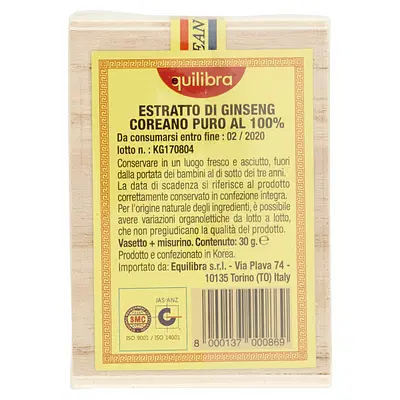 EAN
quilibra
ESTRATTO DI GINSENG
COREANO PURO AL 100%
Da consumarsi entro fine : 02 / 2020
lotto n. : KG170804
Conservare in un luogo fresco e asciutto, fuori
dalla portata dei bambini al di sotto dei tre anni.
La data di scadenza si riferisce al prodotto
correttamente conservato in confezione integra.
Per l'origine naturale degli ingredienti, è possibile
avere variazioni organolettiche da lotto a lotto,
che non pregiudicano la qualità del prodotto.
Vasetto + misurino. Contenuto: 30 g. e
Prodotto e confezionato in Korea.
Importato da: Equilibra s.r.l. - Via Plava 74 -
10135 Torino (TO) Italy
JAS-ANZ
SMC
ISO 9001 / ISO 14001
8 000137 000869